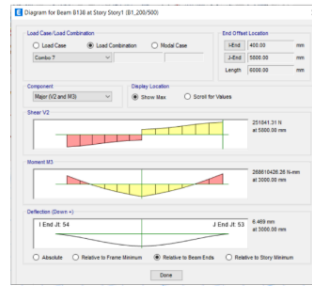 Diagram for Beam B138 at Story Story1 (B1_200/500)
Load Case/Load Combination
Load Case
Load Combination
Modal Case
Combo 7
End Offset Location
I-End 400.00 mm
J-End 5600.00 mm
Length 6000.00 mm
Component
Major (V2 and M3)
Display Location
Show Max
Scroll for Values
Shear V2
251041.31 N
at 5600.00 mm
Moment M3
at 3000.00 mm
Deflection (Down +)
I End Jt: 54
J End Jt: 53
6.469 mm
at 3000.00 mm
Absolute
Relative to Frame Minimum
Relative to Beam Ends
Relative to Story Minimum
Done